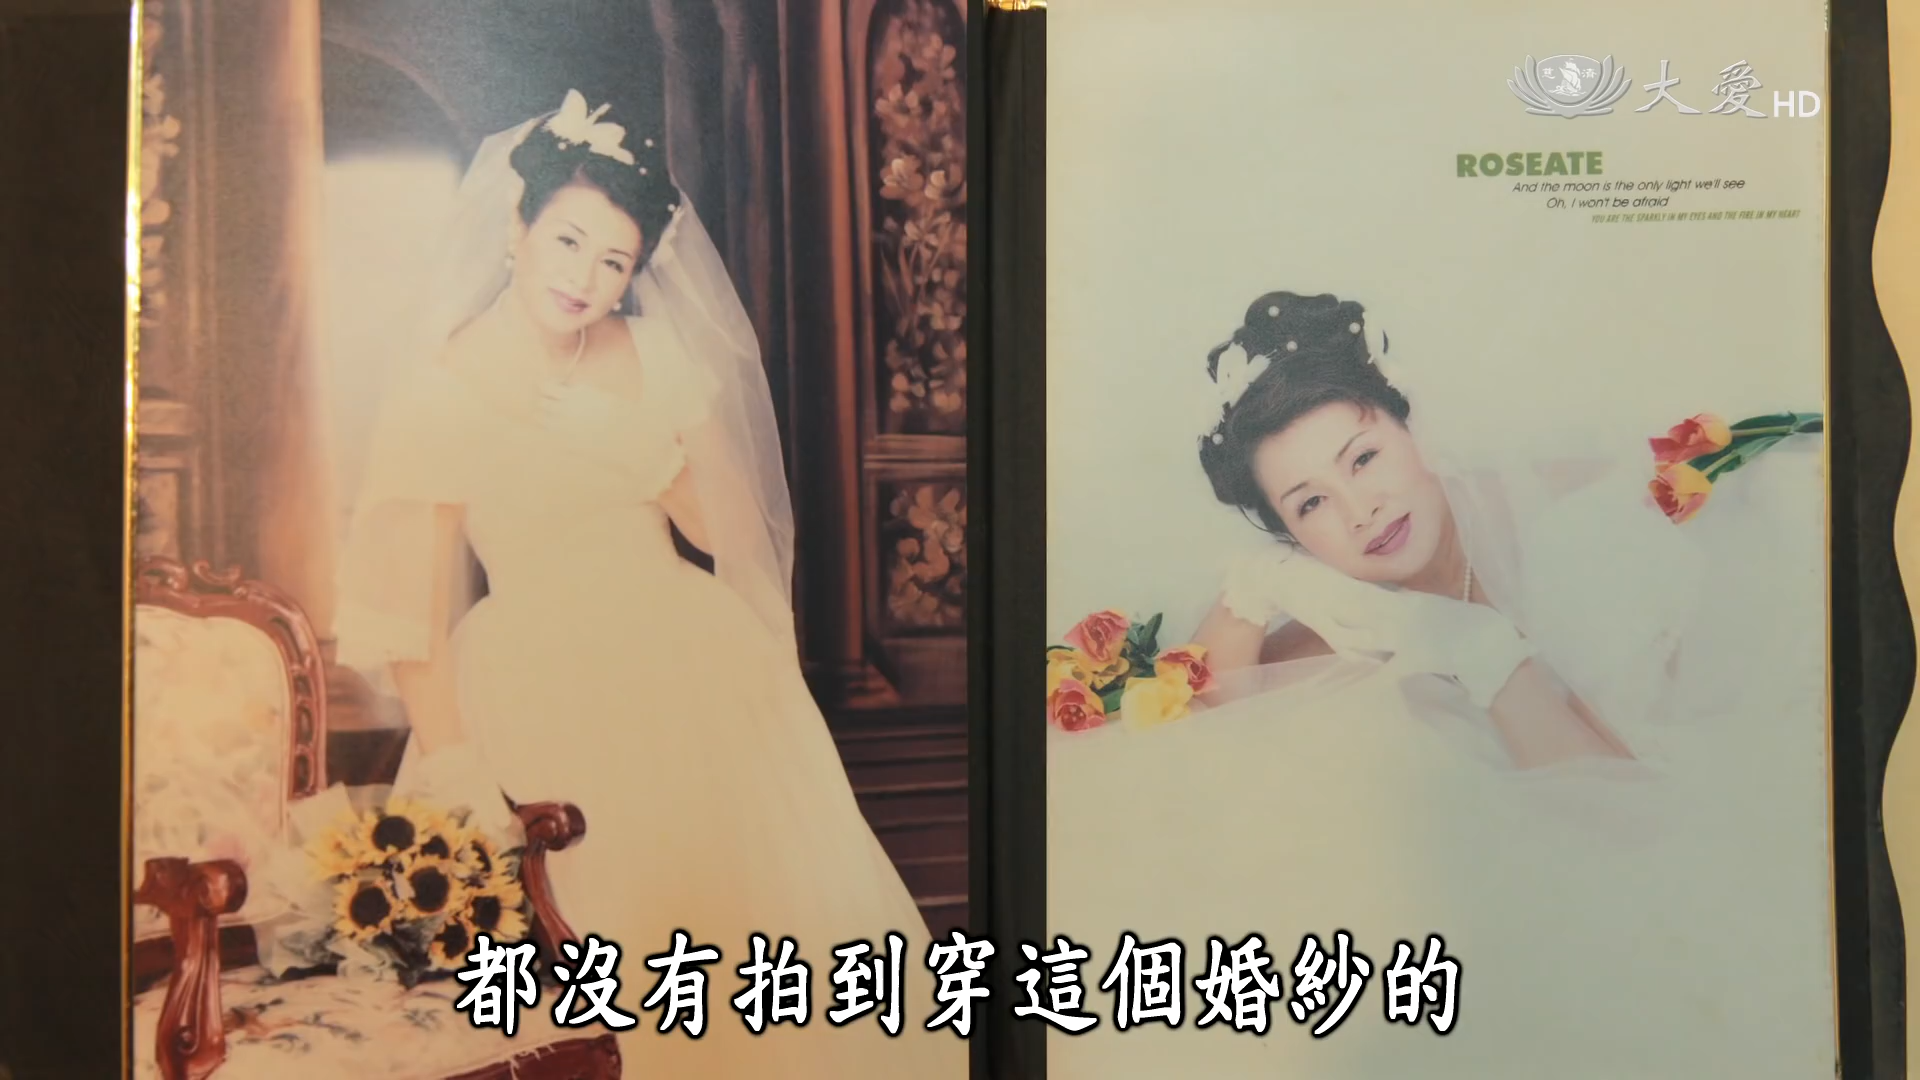 慈濟
大愛HD
ROSEATE
And the moon is the only light we'll see
Oh, I won't be afraid
YOU ARE THE SPARKLY IN MY EYES AND THE FIRE IN MY HEART
都沒有拍到穿這個婚紗的